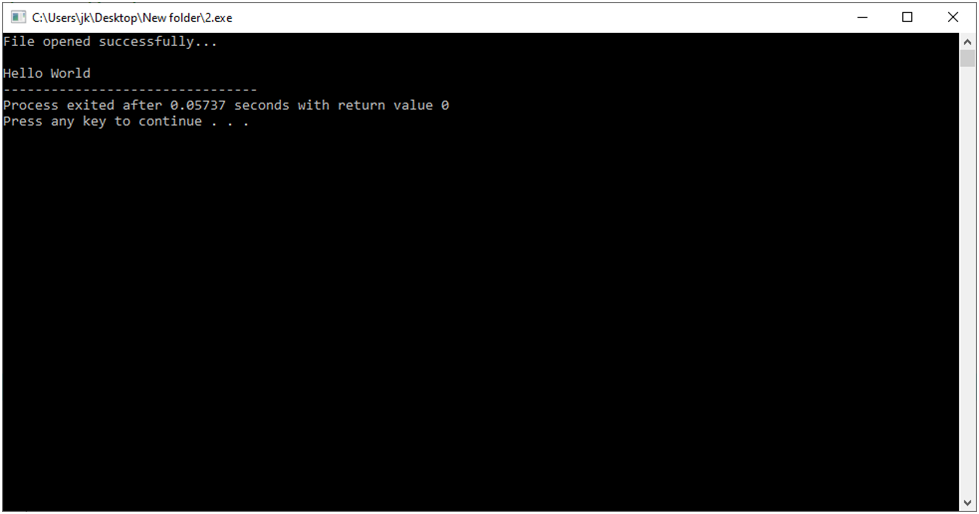 C:\Users\jk\Desktop\New folder\2.exe
File opened successfully...
Hello World
--------------------------------
Process exited after 0.05737 seconds with return value 0
Press any key to continue . . .